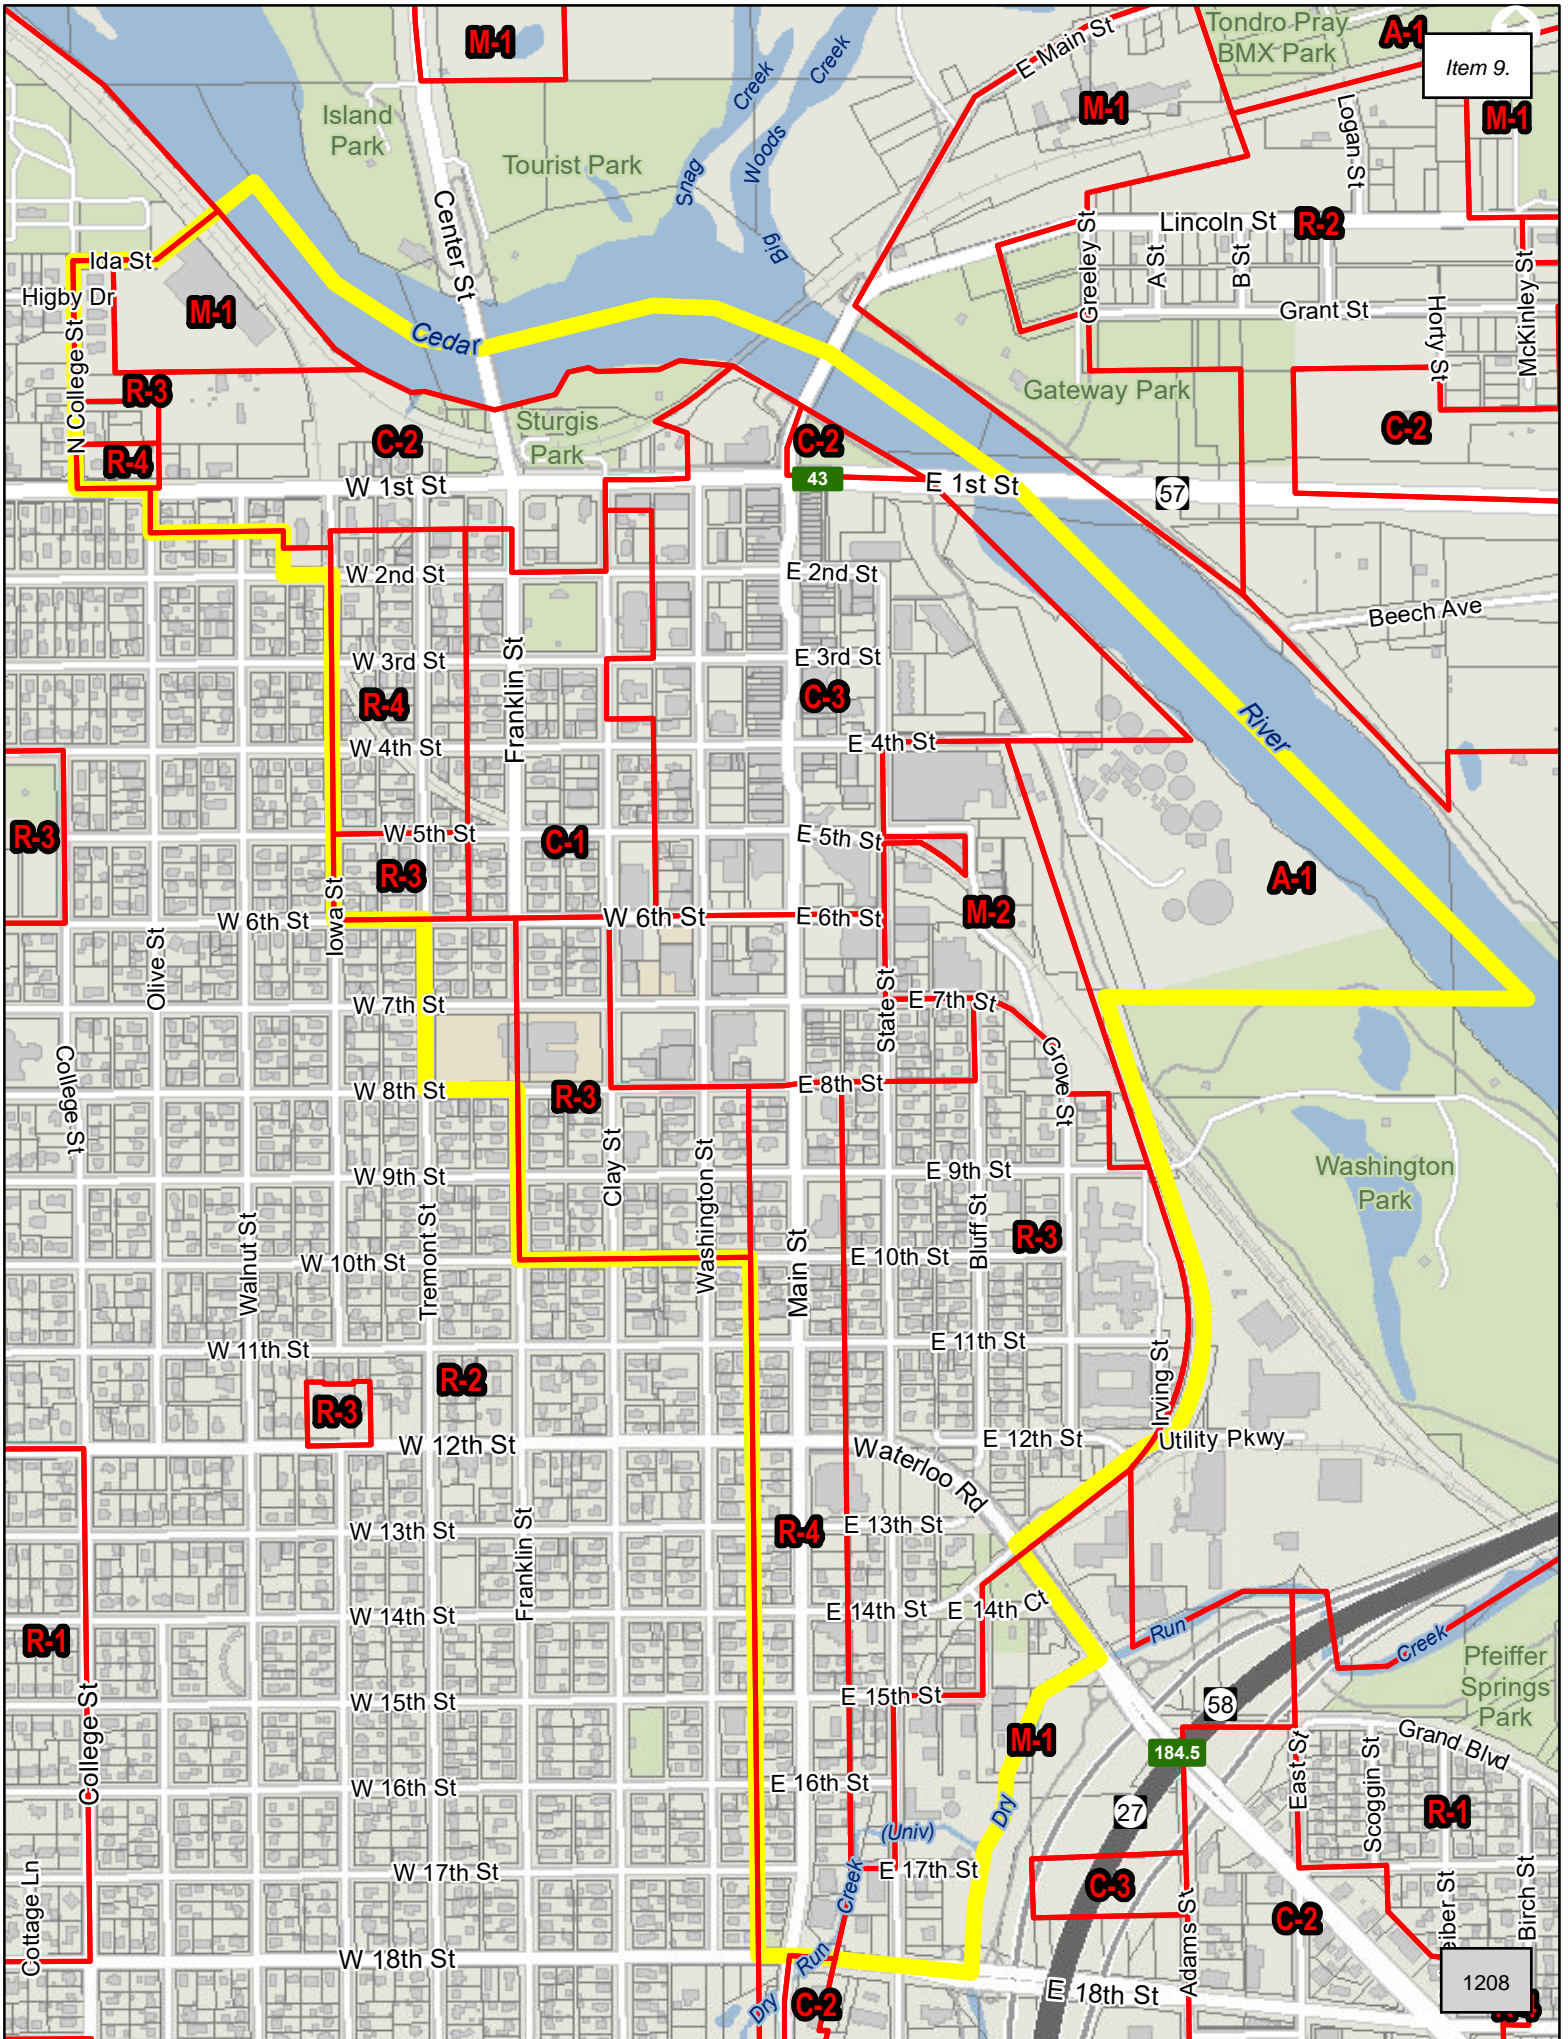 M-1
Tondro Pray
BMX Park
A-1
Item 9.
E Main St
Creek
Creek
M-1
M-1
Island
Park
Logan St
Tourist Park
Snag
Woods
Big
Center St
Greeley St
Lincoln St
R-2
A St
B St
McKinley St
Ida St
Higby Dr
M-1
Grant St
Horty St
Cedar
N College St
R-3
Gateway Park
Sturgis
Park
C-2
C-2
C-2
R-4
W 1st St
43
E 1st St
57
W 2nd St
E 2nd St
Beech Ave
Franklin St
W 3rd St
E 3rd St
R-4
C-3
River
W 4th St
E 4th St
R-3
W 5th St
C-1
E 5th St
R-3
A-1
Iowa St
W 6th St
W 6th St
E 6th St
M-2
Olive St
W 7th St
State St
E 7th St
College St
Grove St
W 8th St
R-3
E 8th St
Clay St
Washington St
W 9th St
E 9th St
Washington
Park
Walnut St
Tremont St
Main St
Bluff St
R-3
W 10th St
E 10th St
W 11th St
E 11th St
Irving St
R-2
R-3
W 12th St
Waterloo Rd
E 12th St
Utility Pkwy
Franklin St
W 13th St
R-4
E 13th St
W 14th St
E 14th St
E 14th Ct
R-1
Run
Creek
Pfeiffer
Springs
Park
College St
W 15th St
E 15th St
58
M-1
184.5
Grand Blvd
East St
Scoggin St
W 16th St
E 16th St
Dry
27
R-1
(Univ)
Cottage Ln
W 17th St
Creek
E 17th St
C-3
Adams St
C-2
eiber St
Birch St
W 18th St
Run
Dry
C-2
E 18th St
1208